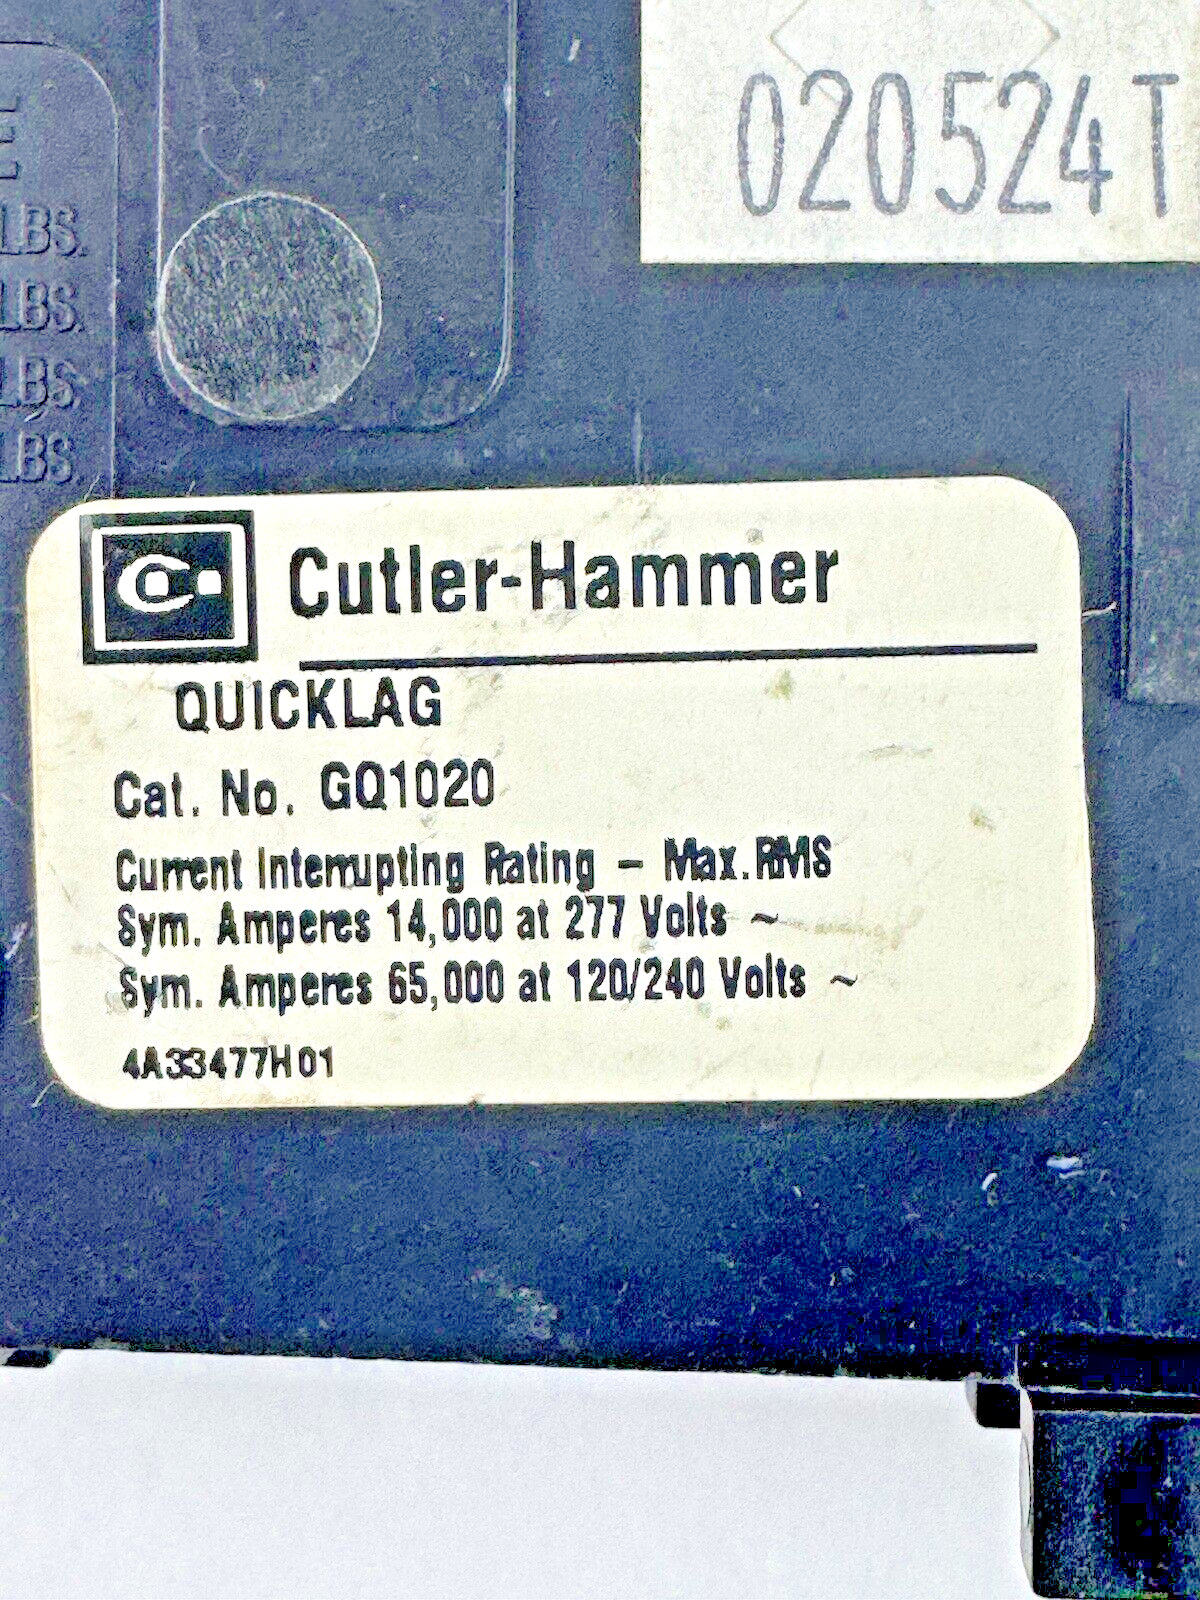 020524T
LBS.
LBS.
LBS
LBS.
Cutler-Hammer
QUICKLAG
Cat. No. GQ1020
Current Interrupting Rating – Max. RMS
Sym. Amperes 14,000 at 277 Volts ~
Sym. Amperes 65,000 at 120/240 Volts ~
4A33477H01